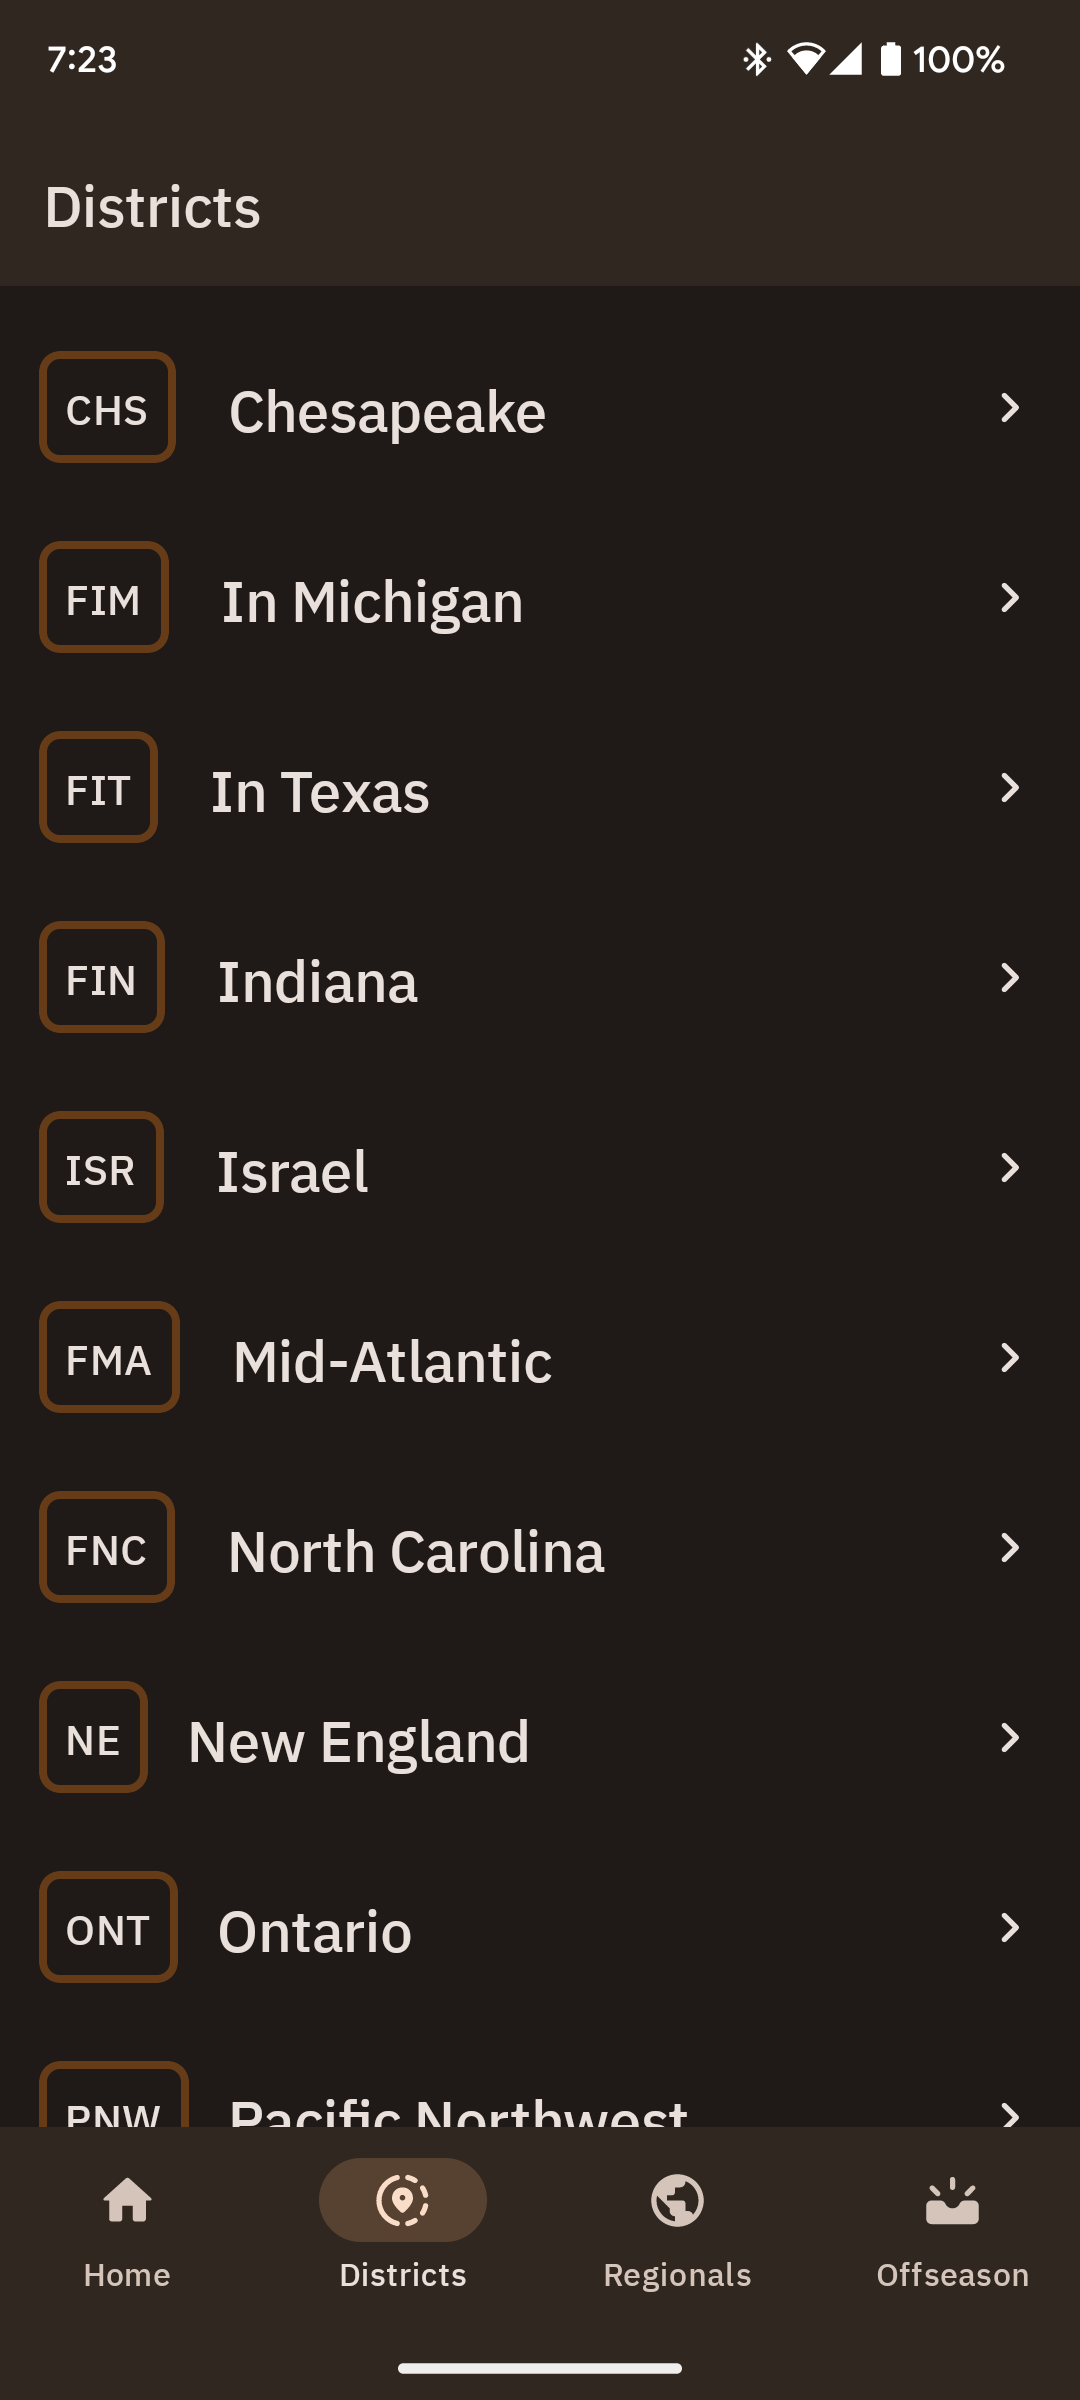 7:23
100%
Districts
CHS Chesapeake
FIM In Michigan
FIT In Texas
FIN Indiana
ISR Israel
FMA Mid-Atlantic
FNC North Carolina
NE New England
ONT Ontario
PNW Pacific Northwest
Home Districts Regionals Offseason